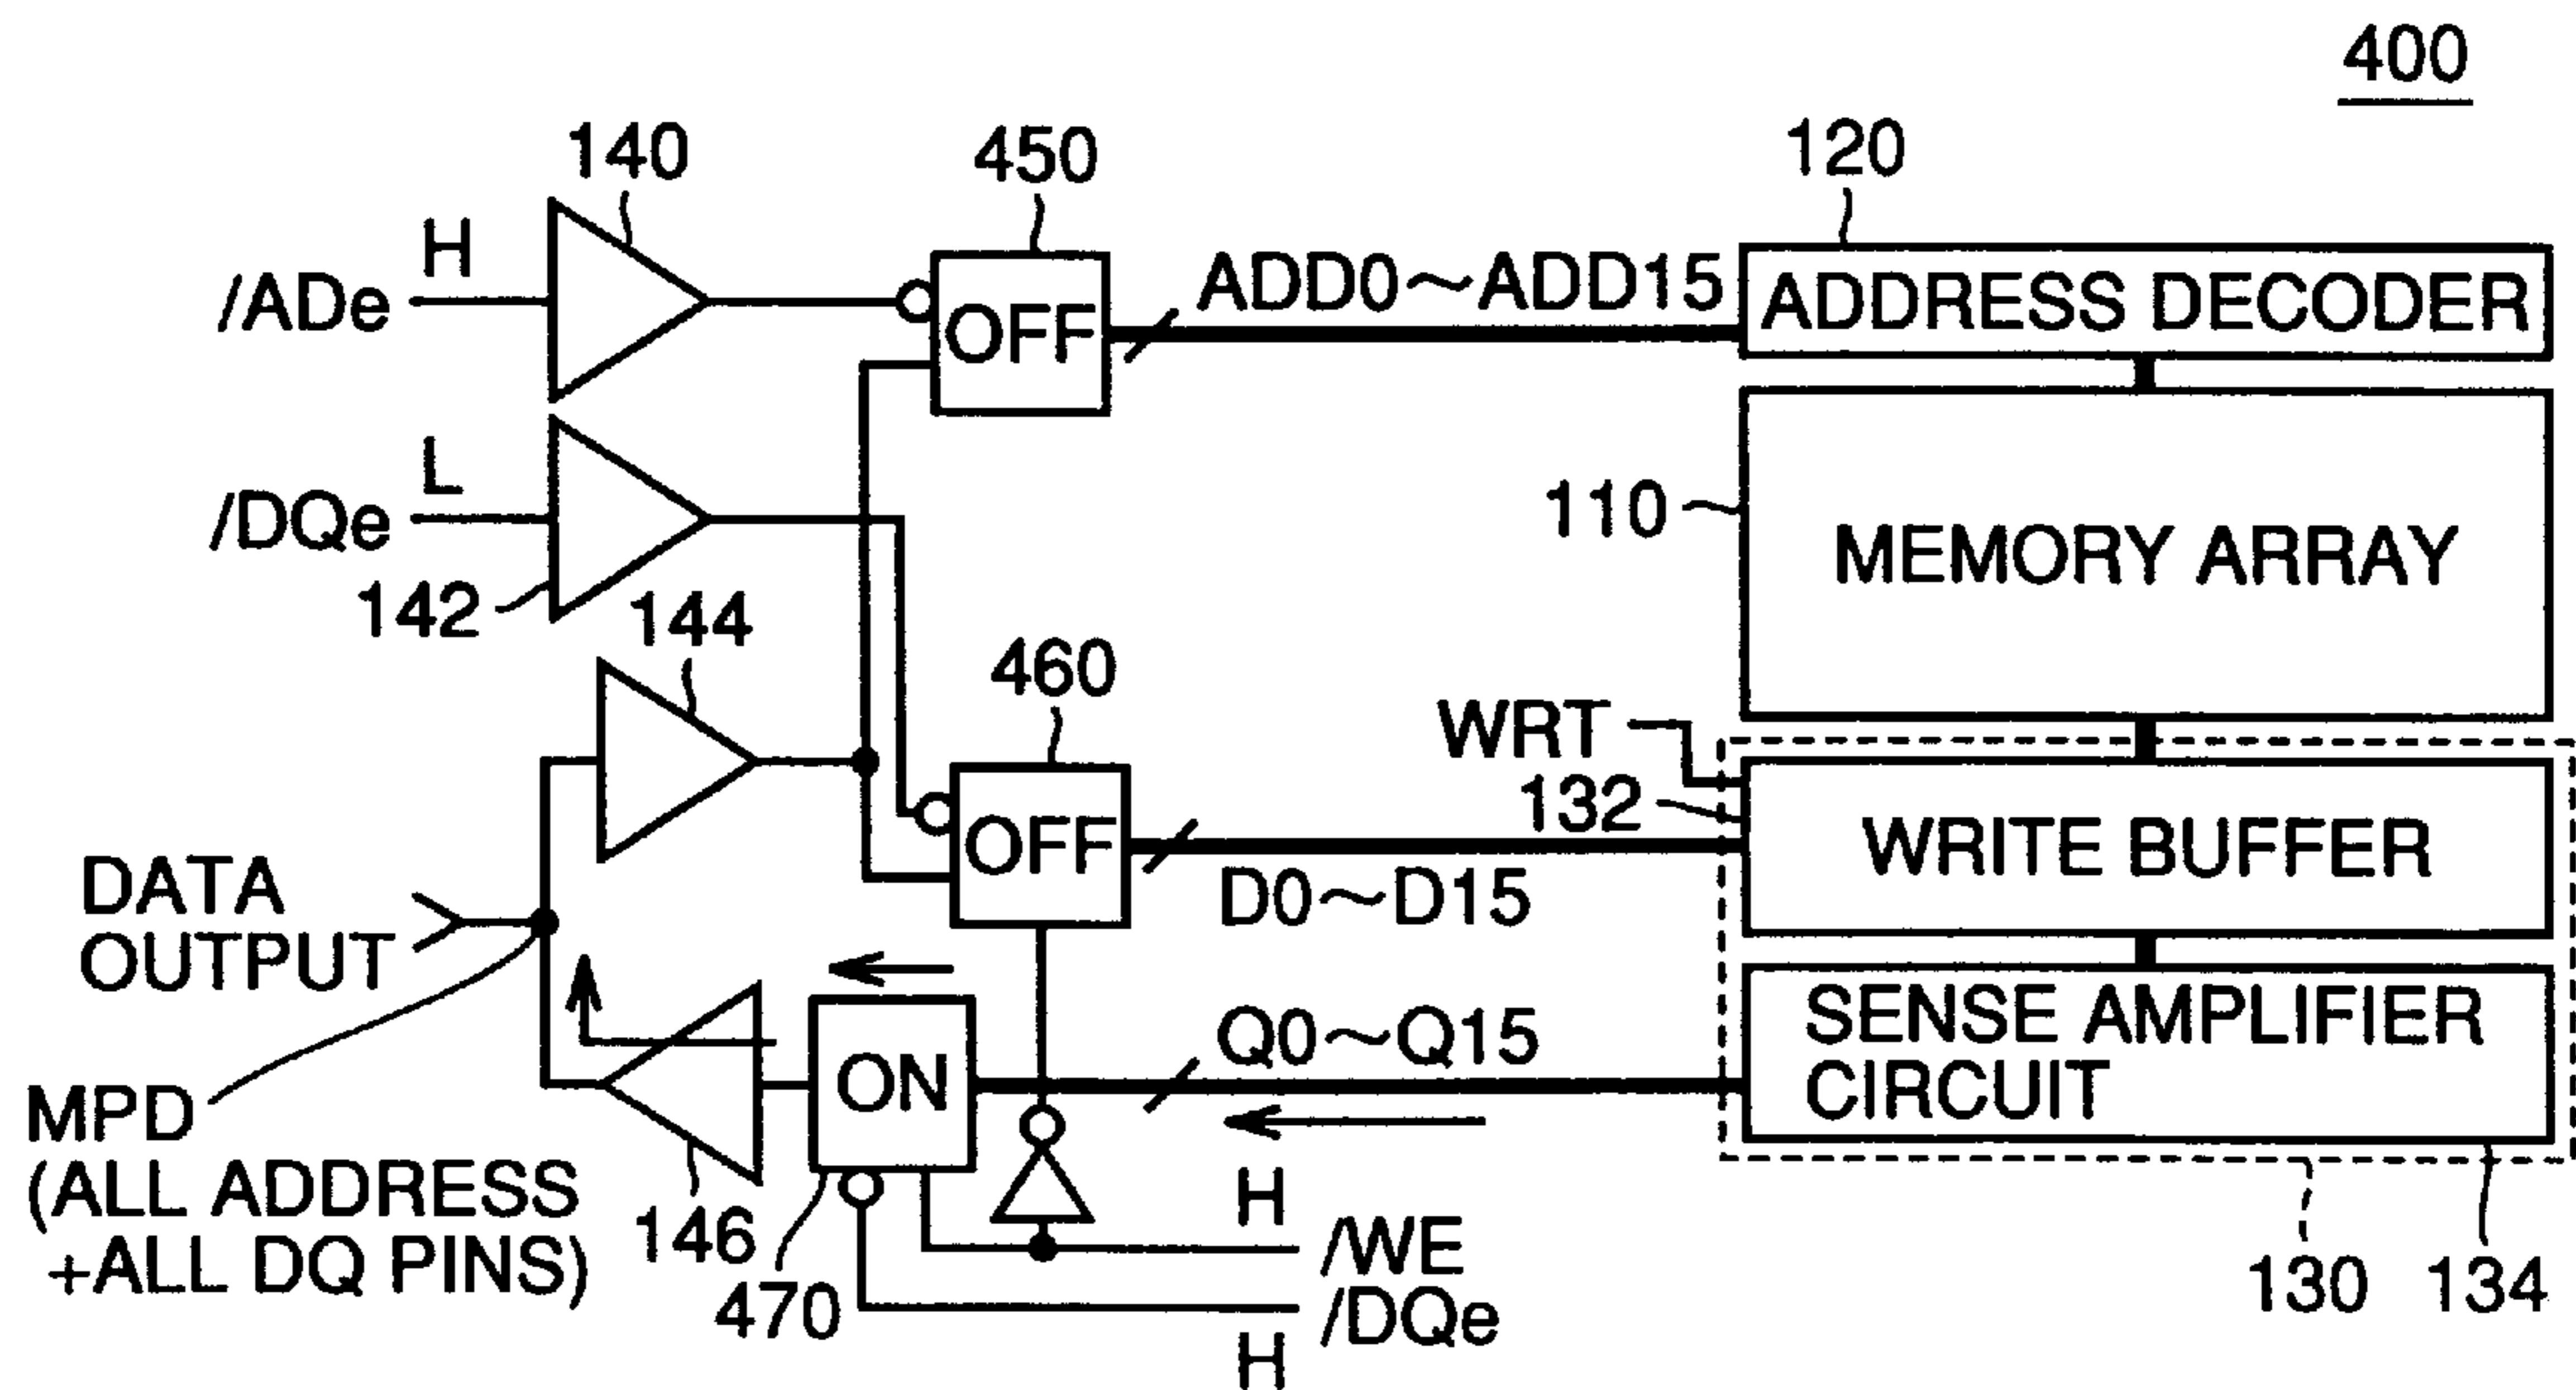 400
140
450
120
/ADe
H
OFF
ADD0~ADD15
ADDRESS DECODER
/DQe
L
110
MEMORY ARRAY
142
144
460
WRT
132
OFF
D0~D15
WRITE BUFFER
DATA
OUTPUT
ON
Q0~Q15
SENSE AMPLIFIER
CIRCUIT
MPD
(ALL ADDRESS
+ALL DQ PINS)
146
470
H
/WE
/DQe
H
130
134